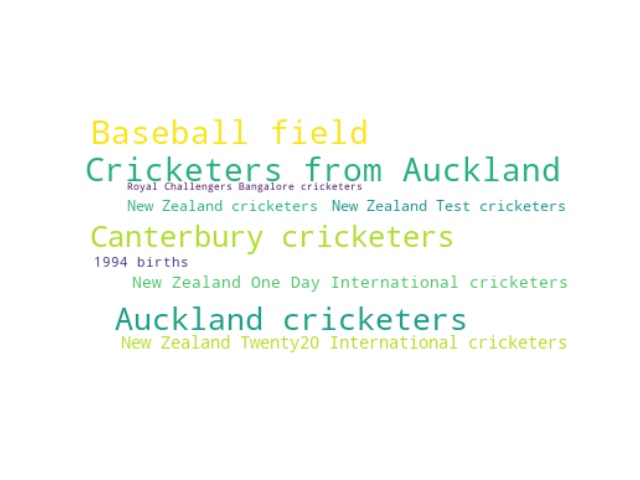 Baseball field
Cricketers from Auckland
Royal Challengers Bangalore cricketers
New Zealand cricketers New Zealand Test cricketers
Canterbury cricketers
1994 births
New Zealand One Day International cricketers
Auckland cricketers
New Zealand Twenty20 International cricketers